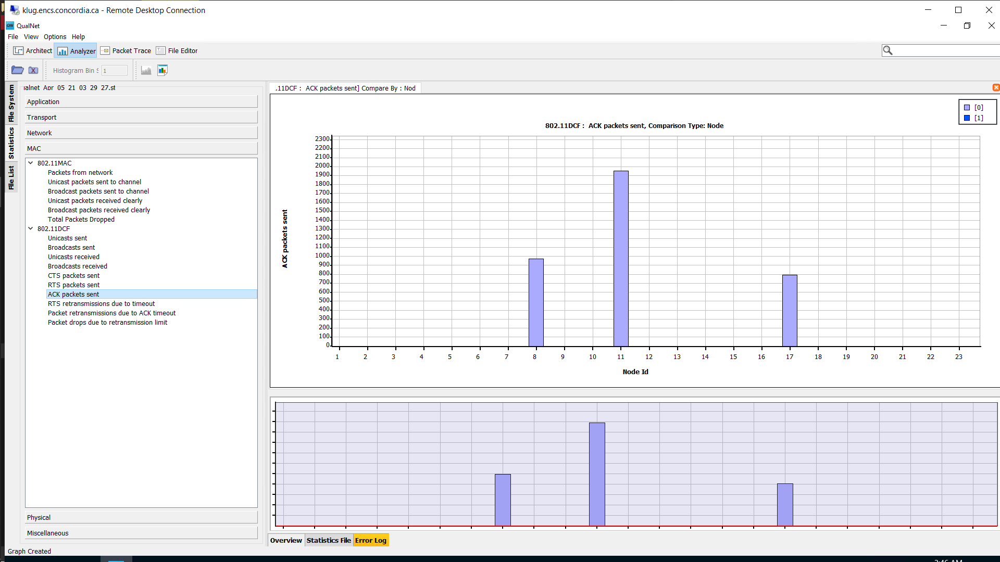 klug.encs.concordia.ca - Remote Desktop Connection
QualNet
File View Options Help
Architect Analyzer Packet Trace File Editor
Histogram Bin S 1
alnet_Apr_05_21_03_29_27.st
File System
Statistics
File List
Application
Transport
Network
MAC
802.11MAC
Packets from network
Unicast packets sent to channel
Broadcast packets sent to channel
Unicast packets received clearly
Broadcast packets received clearly
Total Packets Dropped
802.11DCF
Unicasts sent
Broadcasts sent
Unicasts received
Broadcasts received
CTS packets sent
RTS packets sent
ACK packets sent
RTS retransmissions due to timeout
Packet retransmissions due to ACK timeout
Packet drops due to retransmission limit
Physical
Miscellaneous
.11DCF : ACK packets sent] Compare By : Nod
[0]
[1]
802.11DCF : ACK packets sent, Comparison Type: Node
2300
2200
2100
2000
1900
1800
1700
1600
1500
1400
1300
1200
1100
1000
900
800
700
600
500
400
300
200
100
0
ACK packets sent
1 2 3 4 5 6 7 8 9 10 11 12 13 14 15 16 17 18 19 20 21 22 23
Node Id
Overview Statistics File Error Log
Graph Created